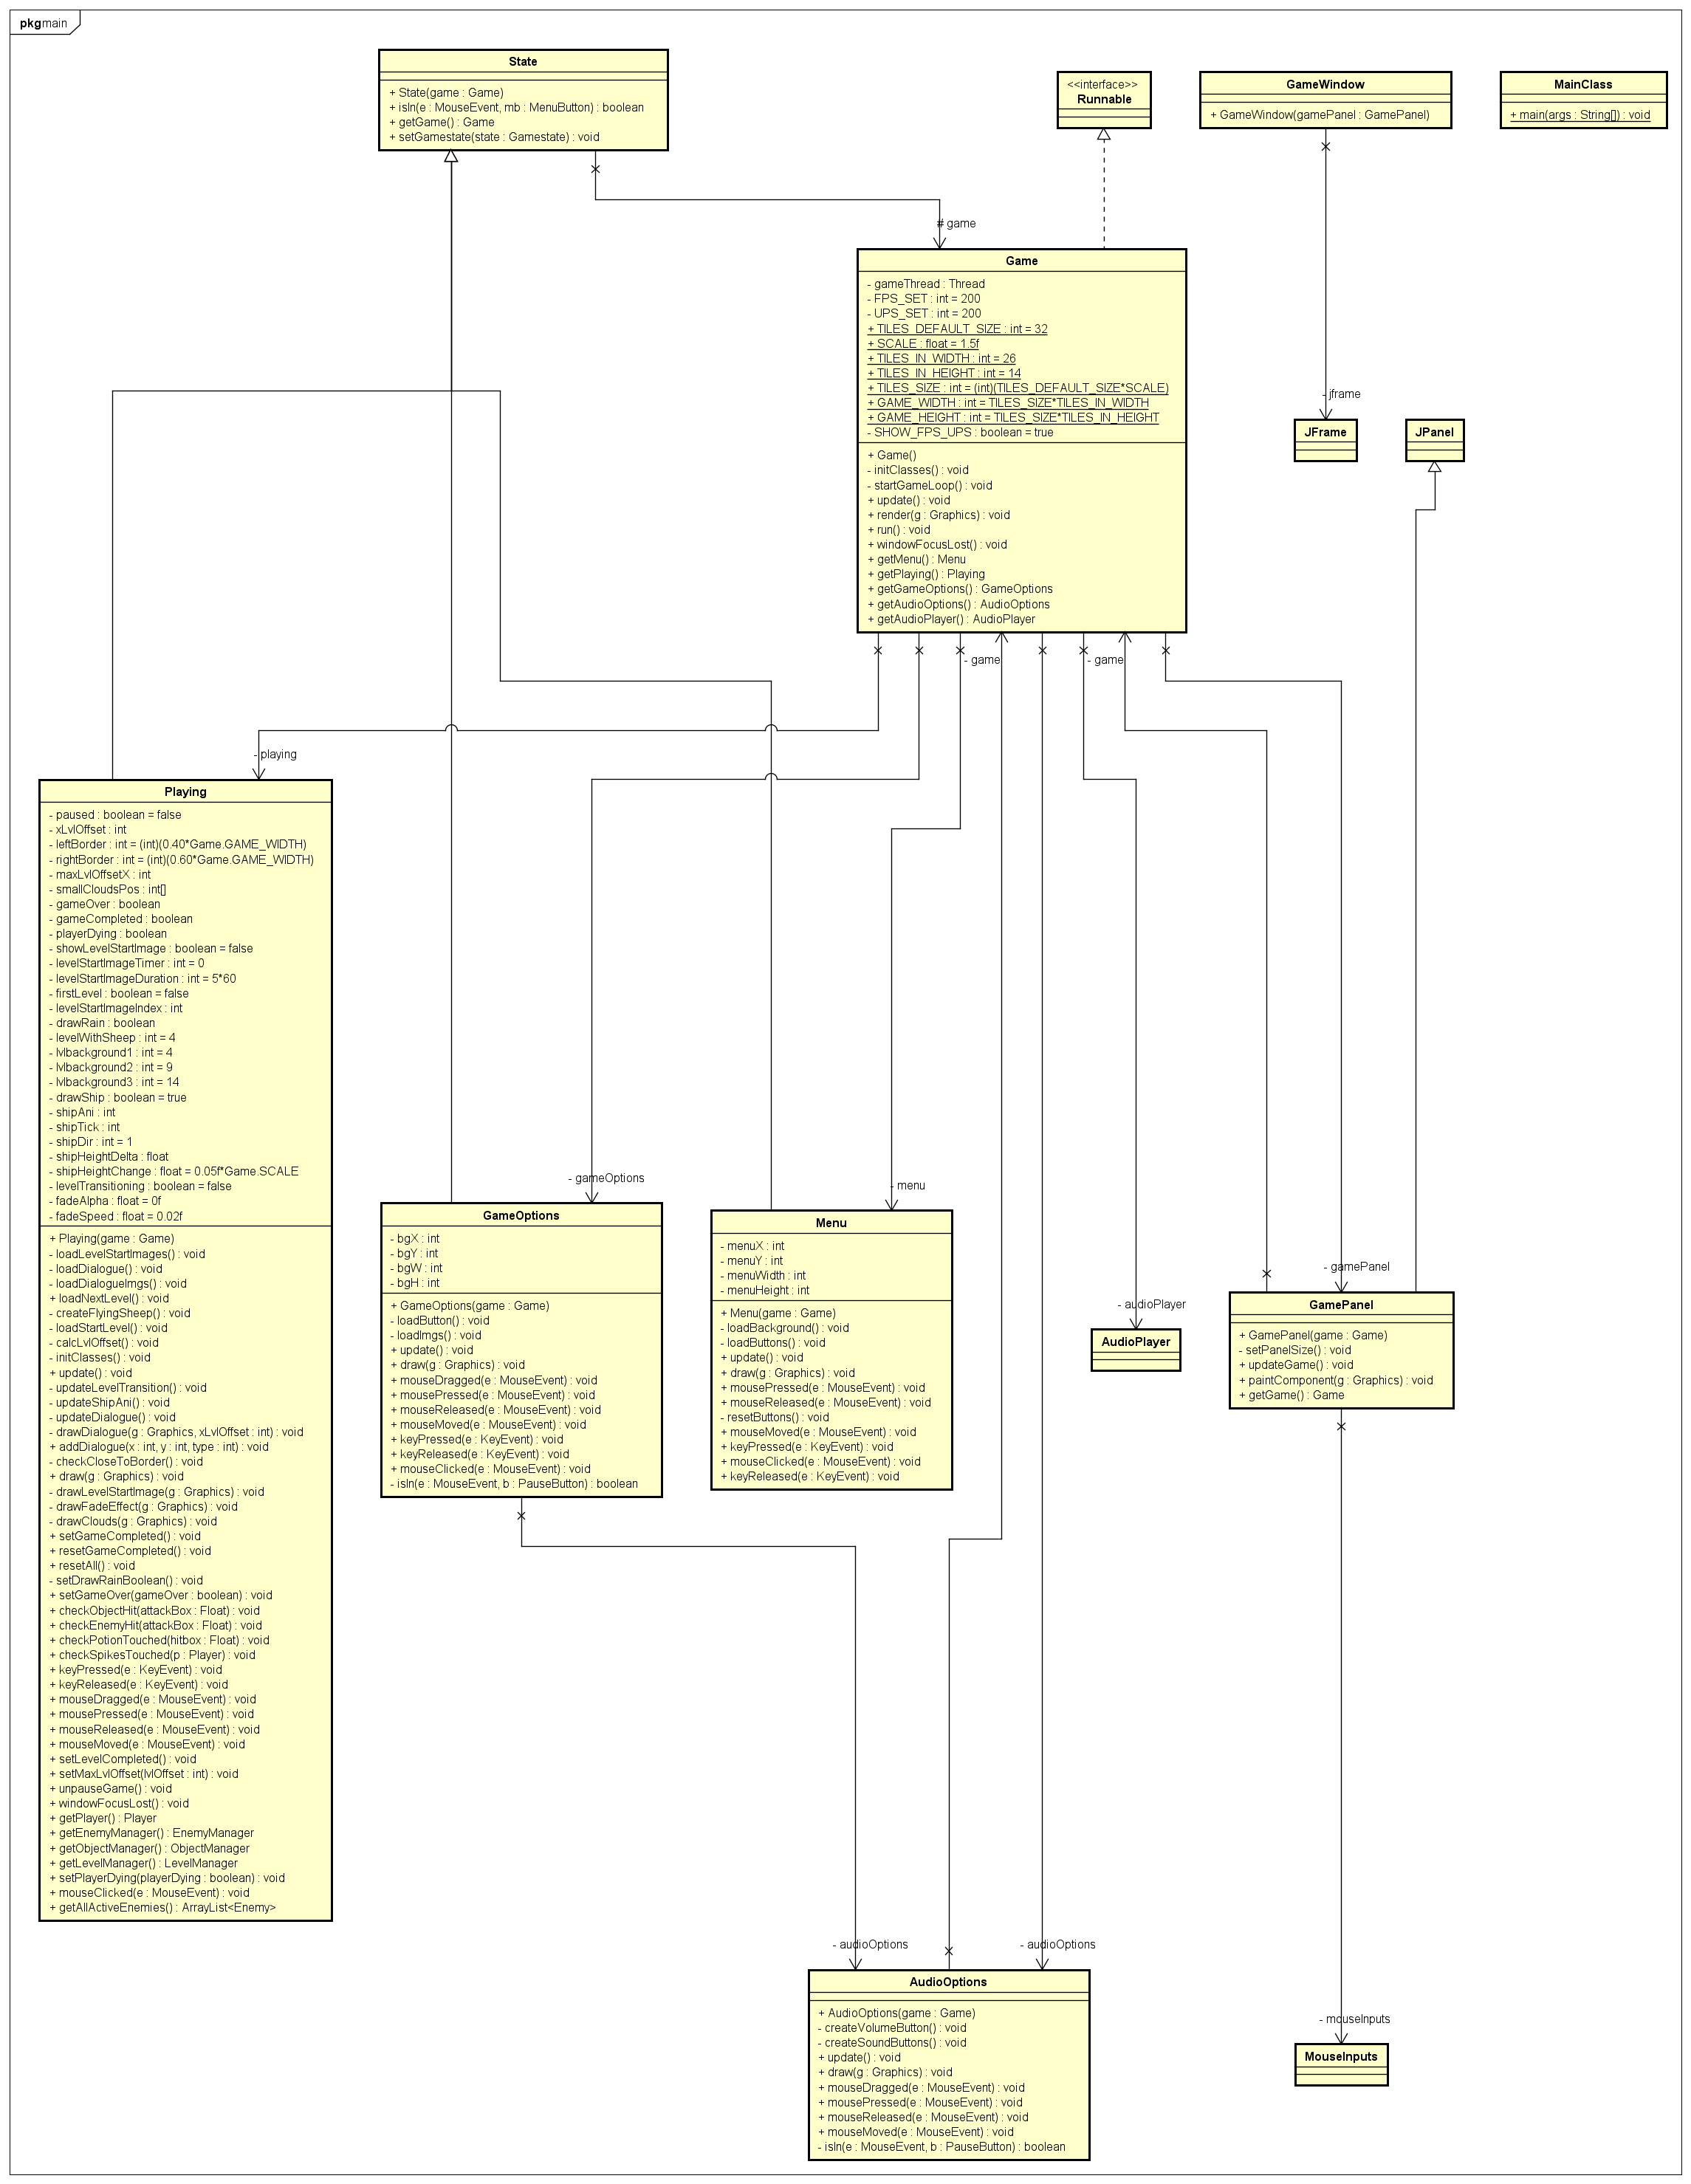 pkg main
State
+ State(game : Game)
+ isIn(e : MouseEvent, mb : MenuButton) : boolean
+ getGame() : Game
+ setGamestate(state : Gamestate) : void
<<interface>>
Runnable
GameWindow
+ GameWindow(gamePanel : GamePanel)
MainClass
+ main(args : String[]) : void
# game
Game
- gameThread : Thread
- FPS_SET : int = 200
- UPS_SET : int = 200
+ TILES_DEFAULT_SIZE : int = 32
+ SCALE : float = 1.5f
+ TILES_IN_WIDTH : int = 26
+ TILES_IN_HEIGHT : int = 14
+ TILES_SIZE : int = (int)(TILES_DEFAULT_SIZE*SCALE)
+ GAME_WIDTH : int = TILES_SIZE*TILES_IN_WIDTH
+ GAME_HEIGHT : int = TILES_SIZE*TILES_IN_HEIGHT
- SHOW_FPS_UPS : boolean = true
+ Game()
- initClasses() : void
- startGameLoop() : void
+ update() : void
+ render(g : Graphics) : void
+ run() : void
+ windowFocusLost() : void
+ getMenu() : Menu
+ getPlaying() : Playing
+ getGameOptions() : GameOptions
+ getAudioOptions() : AudioOptions
+ getAudioPlayer() : AudioPlayer
- jframe
JFrame
JPanel
- game
- game
- playing
Playing
- paused : boolean = false
- xLvlOffset : int
- leftBorder : int = (int)(0.40*Game.GAME_WIDTH)
- rightBorder : int = (int)(0.60*Game.GAME_WIDTH)
- maxLvlOffsetX : int
- smallCloudsPos : int[]
- gameOver : boolean
- gameCompleted : boolean
- playerDying : boolean
- showLevelStartImage : boolean = false
- levelStartImageTimer : int = 0
- levelStartImageDuration : int = 5*60
- firstLevel : boolean = false
- levelStartImageIndex : int
- drawRain : boolean
- levelWithSheep : int = 4
- lvlbackground1 : int = 4
- lvlbackground2 : int = 9
- lvlbackground3 : int = 14
- drawShip : boolean = true
- shipAni : int
- shipTick : int
- shipDir : int = 1
- shipHeightDelta : float
- shipHeightChange : float = 0.05f*Game.SCALE
- levelTransitioning : boolean = false
- fadeAlpha : float = 0f
- fadeSpeed : float = 0.02f
+ Playing(game : Game)
- loadLevelStartImages() : void
- loadDialogue() : void
- loadDialogueImgs() : void
+ loadNextLevel() : void
- createFlyingSheep() : void
- loadStartLevel() : void
- calcLvlOffset() : void
- initClasses() : void
+ update() : void
- updateLevelTransition() : void
- updateShipAni() : void
- updateDialogue() : void
- drawDialogue(g : Graphics, xLvlOffset : int) : void
+ addDialogue(x : int, y : int, type : int) : void
- checkCloseToBorder() : void
+ draw(g : Graphics) : void
- drawLevelStartImage(g : Graphics) : void
- drawFadeEffect(g : Graphics) : void
- drawClouds(g : Graphics) : void
+ setGameCompleted() : void
+ resetGameCompleted() : void
+ resetAll() : void
- setDrawRainBoolean() : void
+ setGameOver(gameOver : boolean) : void
+ checkObjectHit(attackBox : Float) : void
+ checkEnemyHit(attackBox : Float) : void
+ checkPotionTouched(hitbox : Float) : void
+ checkSpikesTouched(p : Player) : void
+ keyPressed(e : KeyEvent) : void
+ keyReleased(e : KeyEvent) : void
+ mouseDragged(e : MouseEvent) : void
+ mousePressed(e : MouseEvent) : void
+ mouseReleased(e : MouseEvent) : void
+ mouseMoved(e : MouseEvent) : void
+ setLevelCompleted() : void
+ setMaxLvlOffset(lvlOffset : int) : void
+ unpauseGame() : void
+ windowFocusLost() : void
+ getPlayer() : Player
+ getEnemyManager() : EnemyManager
+ getObjectManager() : ObjectManager
+ getLevelManager() : LevelManager
+ setPlayerDying(playerDying : boolean) : void
+ mouseClicked(e : MouseEvent) : void
+ getAllActiveEnemies() : ArrayList<Enemy>
- gameOptions
GameOptions
- bgX : int
- bgY : int
- bgW : int
- bgH : int
+ GameOptions(game : Game)
- loadButton() : void
- loadImgs() : void
+ update() : void
+ draw(g : Graphics) : void
+ mouseDragged(e : MouseEvent) : void
+ mousePressed(e : MouseEvent) : void
+ mouseReleased(e : MouseEvent) : void
+ mouseMoved(e : MouseEvent) : void
+ keyPressed(e : KeyEvent) : void
+ keyReleased(e : KeyEvent) : void
+ mouseClicked(e : MouseEvent) : void
- isIn(e : MouseEvent, b : PauseButton) : boolean
- menu
Menu
- menuX : int
- menuY : int
- menuWidth : int
- menuHeight : int
+ Menu(game : Game)
- loadBackground() : void
- loadButtons() : void
+ update() : void
+ draw(g : Graphics) : void
+ mousePressed(e : MouseEvent) : void
+ mouseReleased(e : MouseEvent) : void
- resetButtons() : void
+ mouseMoved(e : MouseEvent) : void
+ keyPressed(e : KeyEvent) : void
+ mouseClicked(e : MouseEvent) : void
+ keyReleased(e : KeyEvent) : void
- audioPlayer
AudioPlayer
- gamePanel
GamePanel
+ GamePanel(game : Game)
- setPanelSize() : void
+ updateGame() : void
+ paintComponent(g : Graphics) : void
+ getGame() : Game
- audioOptions
- audioOptions
AudioOptions
+ AudioOptions(game : Game)
- createVolumeButton() : void
- createSoundButtons() : void
+ update() : void
+ draw(g : Graphics) : void
+ mouseDragged(e : MouseEvent) : void
+ mousePressed(e : MouseEvent) : void
+ mouseReleased(e : MouseEvent) : void
+ mouseMoved(e : MouseEvent) : void
- isIn(e : MouseEvent, b : PauseButton) : boolean
- mouseInputs
MouseInputs